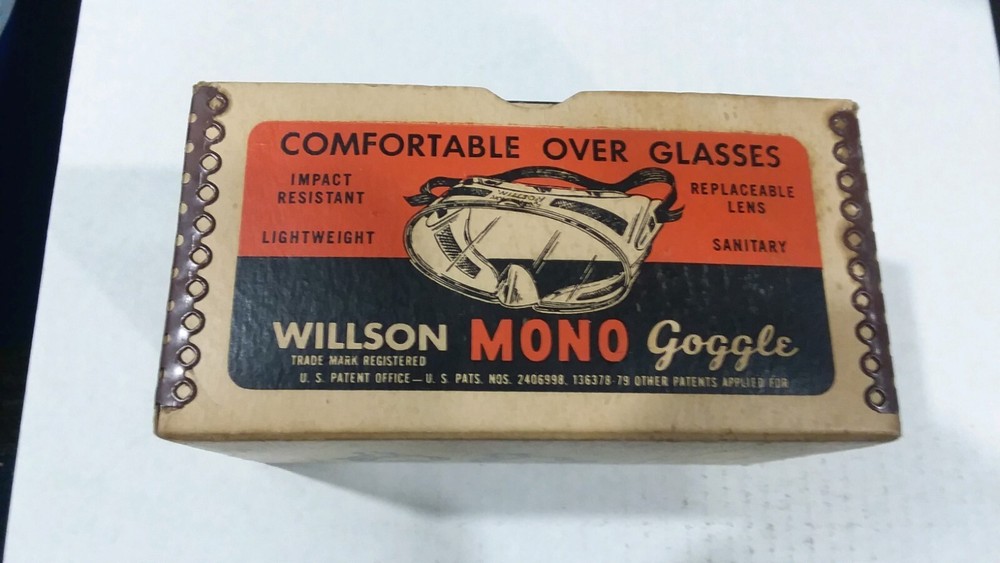 COMFORTABLE OVER GLASSES
IMPACT
RESISTANT
LIGHTWEIGHT
REPLACEABLE
LENS
SANITARY
WILLSON
WILLSON MONO Goggle
TRADE MARK REGISTERED
U. S. PATENT OFFICE — U. S. PATS. NOS. 2406998, 136378-79 OTHER PATENTS APPLIED FOR